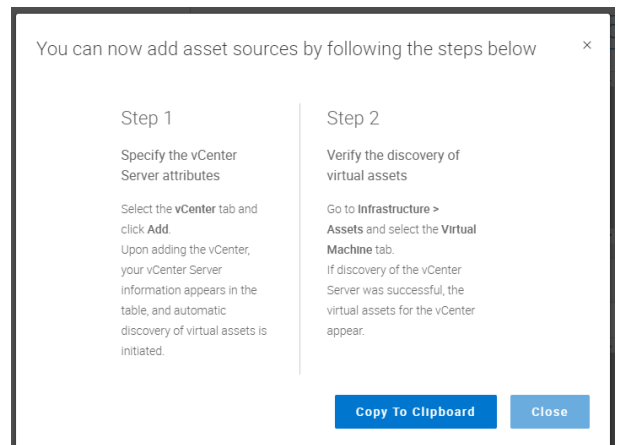 You can now add asset sources by following the steps below
×
Step 1
Specify the vCenter
Server attributes
Select the vCenter tab and
click Add.
Upon adding the vCenter,
your vCenter Server
information appears in the
table, and automatic
discovery of virtual assets is
initiated.
Step 2
Verify the discovery of
virtual assets
Go to Infrastructure >
Assets and select the Virtual
Machine tab.
If discovery of the vCenter
Server was successful, the
virtual assets for the vCenter
appear.
Copy To Clipboard
Close